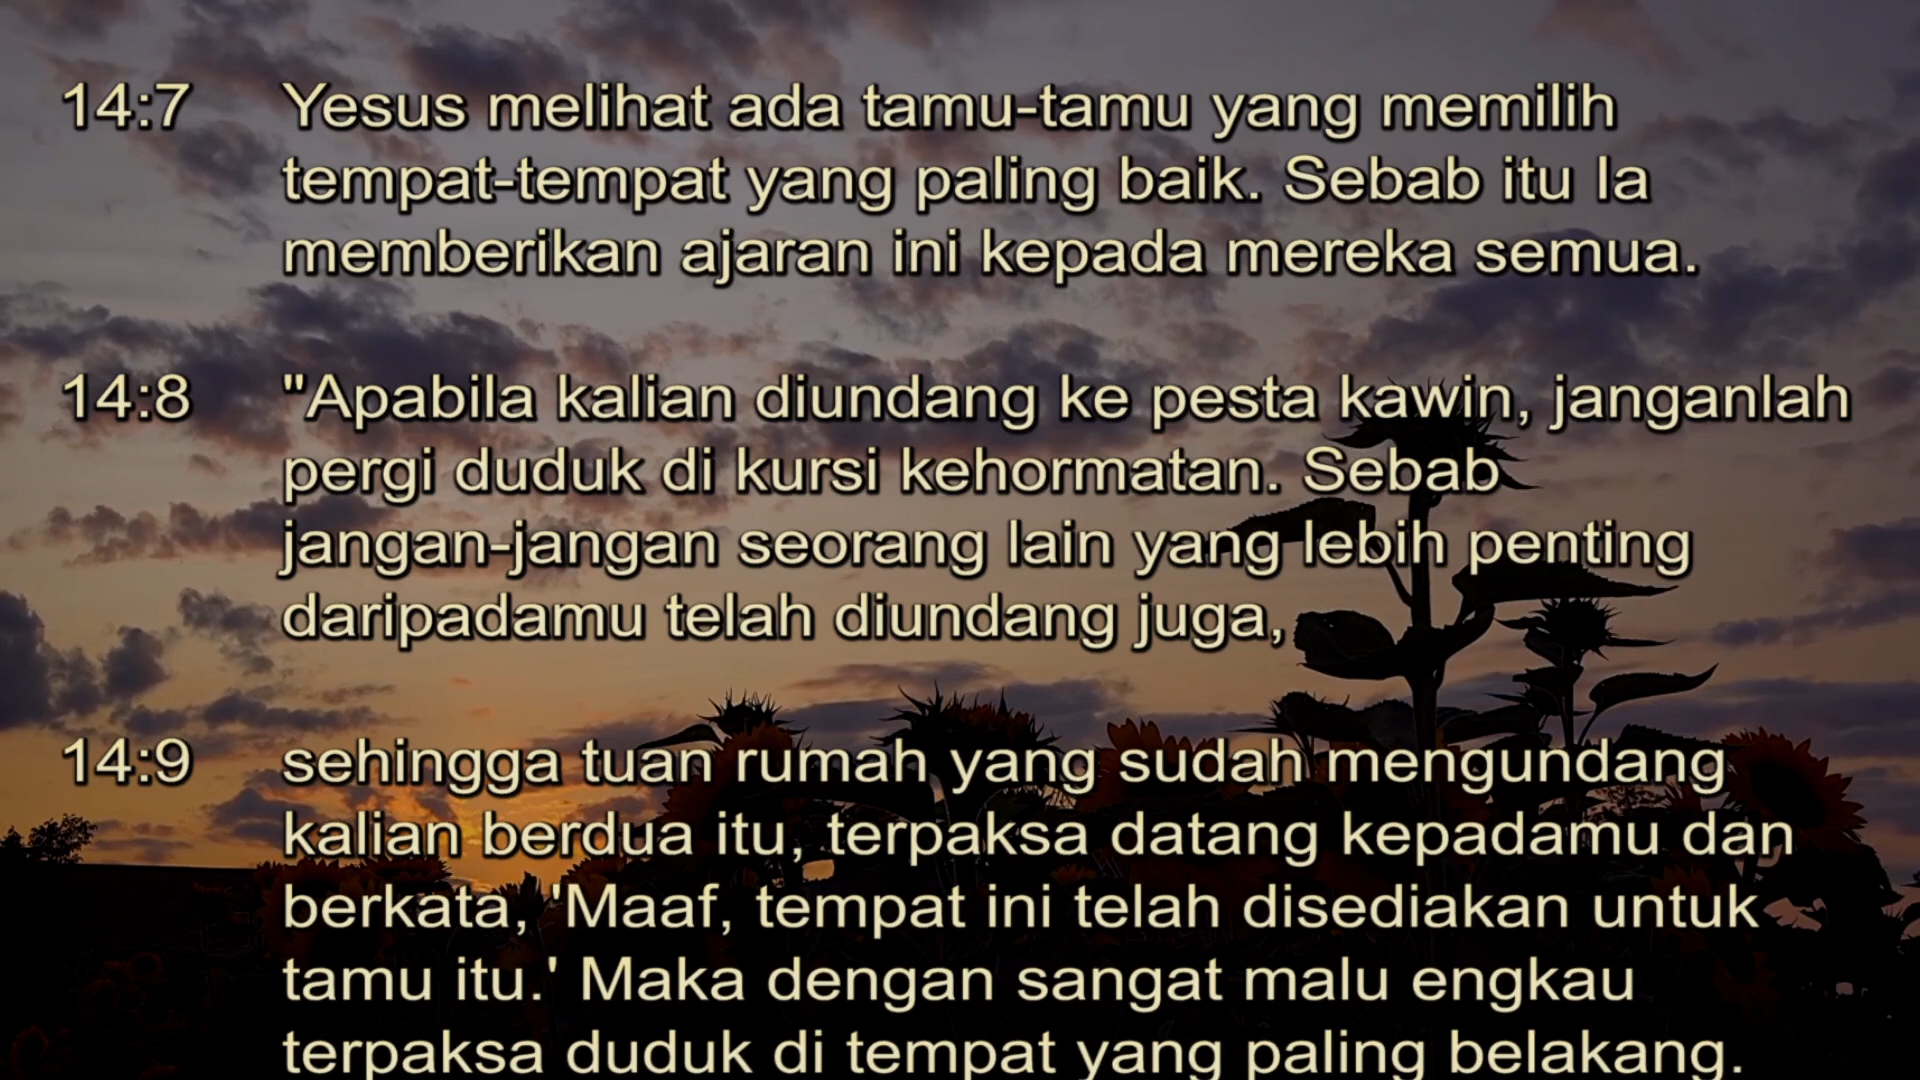 14:7 Yesus melihat ada tamu-tamu yang memilih
tempat-tempat yang paling baik. Sebab itu Ia
memberikan ajaran ini kepada mereka semua.
14:8 "Apabila kalian diundang ke pesta kawin, janganlah
pergi duduk di kursi kehormatan. Sebab
jangan-jangan seorang lain yang lebih penting
daripadamu telah diundang juga,
14:9 sehingga tuan rumah yang sudah mengundang
kalian berdua itu, terpaksa datang kepadamu dan
berkata, 'Maaf, tempat ini telah disediakan untuk
tamu itu.' Maka dengan sangat malu engkau
terpaksa duduk di tempat yang paling belakang.